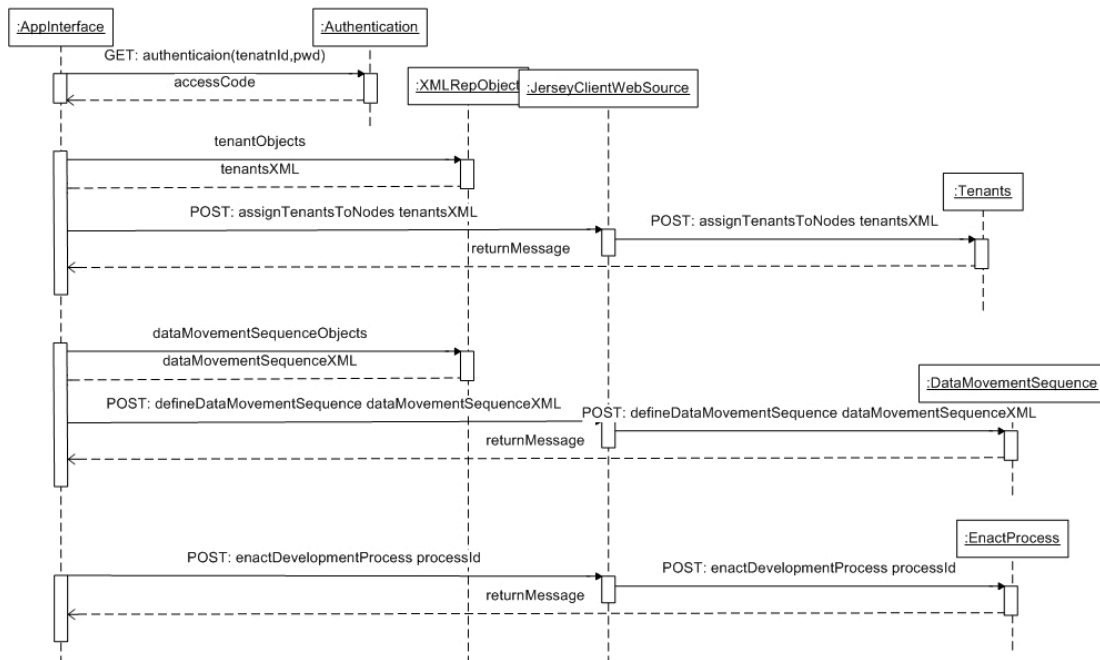 :AppInterface
:Authentication
GET: authenticaion(tenatnId,pwd)
accessCode
:XMLRepObject
:JerseyClientWebSource
tenantObjects
tenantsXML
:Tenants
POST: assignTenantsToNodes tenantsXML
POST: assignTenantsToNodes tenantsXML
returnMessage
dataMovementSequenceObjects
dataMovementSequenceXML
:DataMovementSequence
POST: defineDataMovementSequence dataMovementSequenceXML
POST: defineDataMovementSequence dataMovementSequenceXML
returnMessage
:EnactProcess
POST: enactDevelopmentProcess processId
POST: enactDevelopmentProcess processId
returnMessage